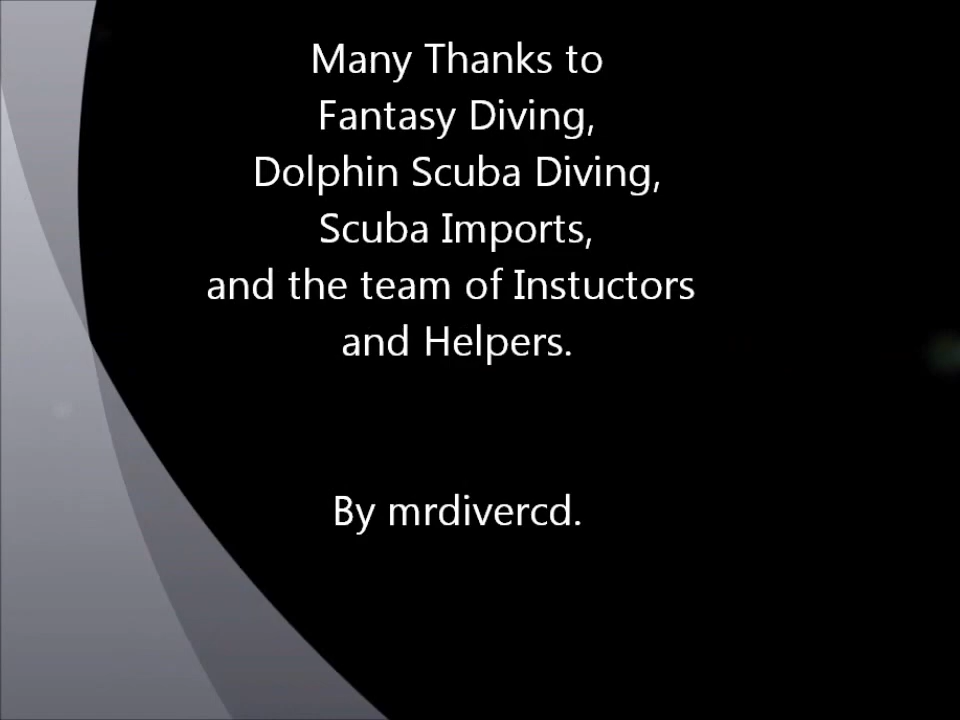 Many Thanks to
Fantasy Diving,
Dolphin Scuba Diving,
Scuba Imports,
and the team of Instuctors
and Helpers.
By mrdivercd.